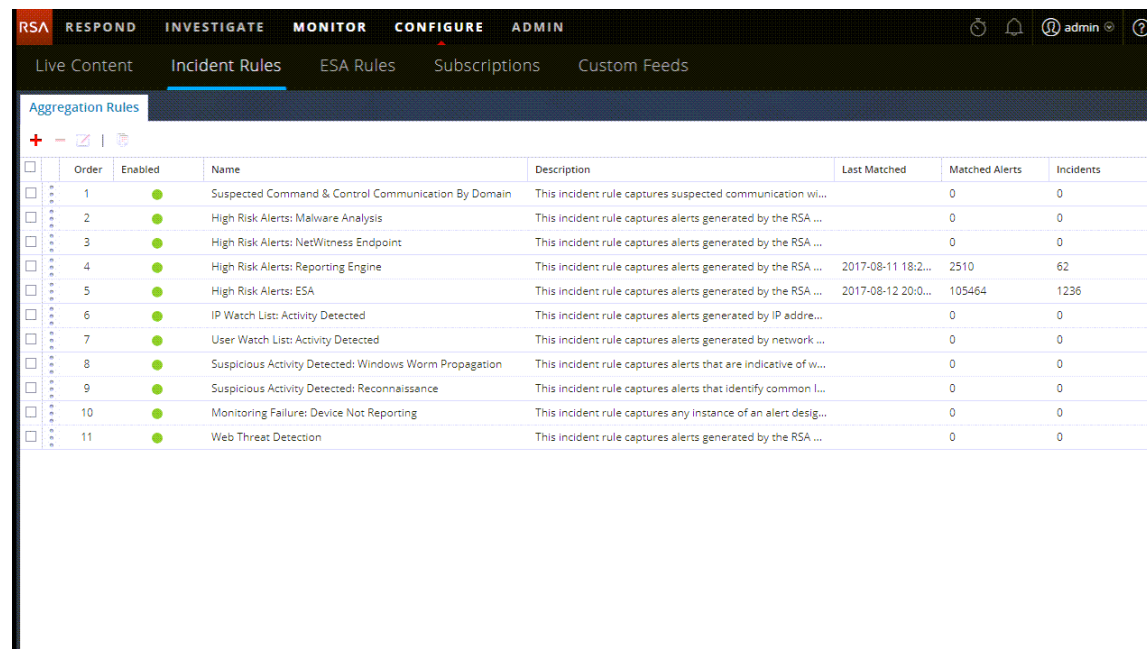 RSA RESPOND INVESTIGATE MONITOR CONFIGURE ADMIN admin ?
Live Content Incident Rules ESA Rules Subscriptions Custom Feeds
Aggregation Rules
Order Enabled Name Description Last Matched Matched Alerts Incidents
1 Suspected Command & Control Communication By Domain This incident rule captures suspected communication wi... 0 0
2 High Risk Alerts: Malware Analysis This incident rule captures alerts generated by the RSA ... 0 0
3 High Risk Alerts: NetWitness Endpoint This incident rule captures alerts generated by the RSA ... 0 0
4 High Risk Alerts: Reporting Engine This incident rule captures alerts generated by the RSA ... 2017-08-11 18:2... 2510 62
5 High Risk Alerts: ESA This incident rule captures alerts generated by the RSA ... 2017-08-12 20:0... 105464 1236
6 IP Watch List: Activity Detected This incident rule captures alerts generated by IP addre... 0 0
7 User Watch List: Activity Detected This incident rule captures alerts generated by network ... 0 0
8 Suspicious Activity Detected: Windows Worm Propagation This incident rule captures alerts that are indicative of w... 0 0
9 Suspicious Activity Detected: Reconnaissance This incident rule captures alerts that identify common I... 0 0
10 Monitoring Failure: Device Not Reporting This incident rule captures any instance of an alert desig... 0 0
11 Web Threat Detection This incident rule captures alerts generated by the RSA ... 0 0